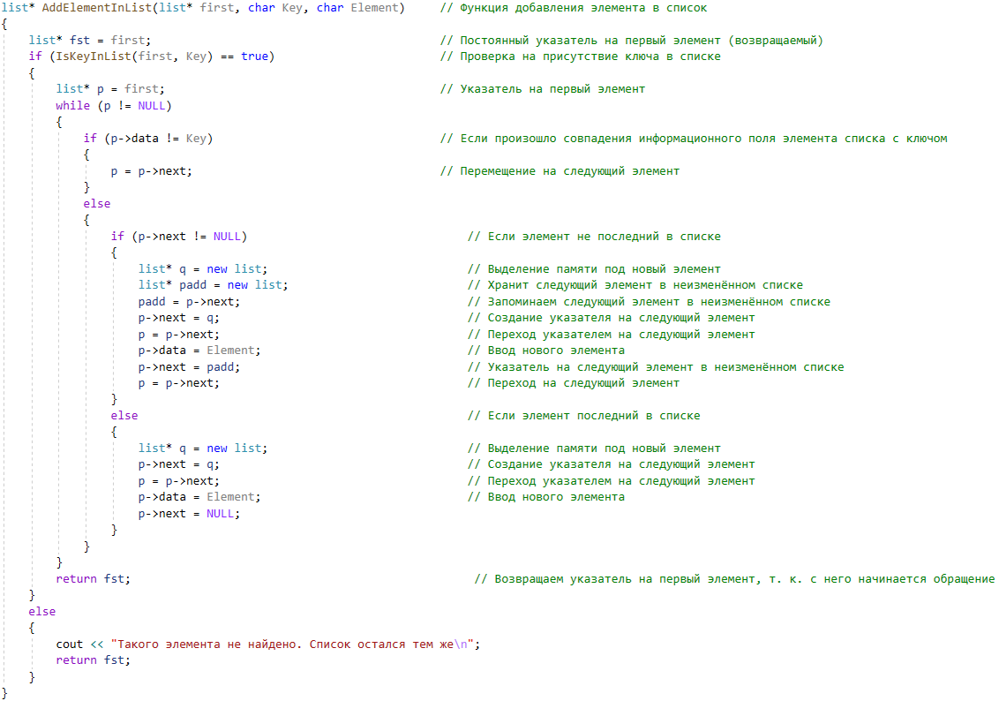 list* AddElementInList(list* first, char Key, char Element) // Функция добавления элемента в список
{
list* fst = first; // Постоянный указатель на первый элемент (возвращаемый)
if (IsKeyInList(first, Key) == true) // Проверка на присутствие ключа в списке
{
list* p = first; // Указатель на первый элемент
while (p != NULL)
{
if (p->data != Key) // Если произошло совпадения информационного поля элемента списка с ключом
{
p = p->next; // Перемещение на следующий элемент
}
else
{
if (p->next != NULL) // Если элемент не последний в списке
{
list* q = new list; // Выделение памяти под новый элемент
list* padd = new list; // Хранит следующий элемент в неизменённом списке
padd = p->next; // Запоминаем следующий элемент в неизменённом списке
p->next = q; // Создание указателя на следующий элемент
p = p->next; // Переход указателем на следующий элемент
p->data = Element; // Ввод нового элемента
p->next = padd; // Указатель на следующий элемент в неизменённом списке
p = p->next; // Переход на следующий элемент
}
else // Если элемент последний в списке
{
list* q = new list; // Выделение памяти под новый элемент
p->next = q; // Создание указателя на следующий элемент
p = p->next; // Переход указателем на следующий элемент
p->data = Element; // Ввод нового элемента
p->next = NULL;
}
}
}
return fst; // Возвращаем указатель на первый элемент, т. к. с него начинается обращение
}
else
{
cout << "Такого элемента не найдено. Список остался тем же\n";
return fst;
}
}